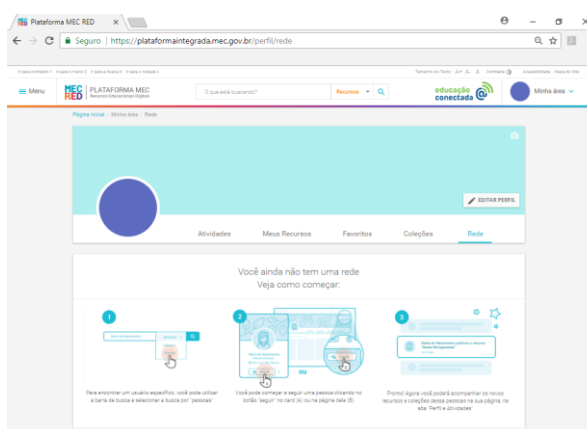 Plataforma MEC RED
Seguro | https://plataformaintegrada.mec.gov.br/perfil/rede
Menu
MEC RED
PLATAFORMA MEC
Recursos Educacionais Digitais
O que está buscando?
Recursos
educação
conectada
Minha área
Página inicial Minha área Rede
EDITAR PERFIL
Atividades Meus Recursos Favoritos Coleções Rede
Você ainda não tem uma rede
Veja como começar:
1
2
3
Para encontrar um usuário específico, você pode utilizar
a barra de busca e selecionar a busca por "pessoas"
Você pode começar a seguir uma pessoa clicando no
botão "seguir" no card (A) ou na página dela (B)
Pronto! Agora você poderá acompanhar os novos
recursos e coleções dessa pessoas na sua página, na
aba "Perfil e Atividades"